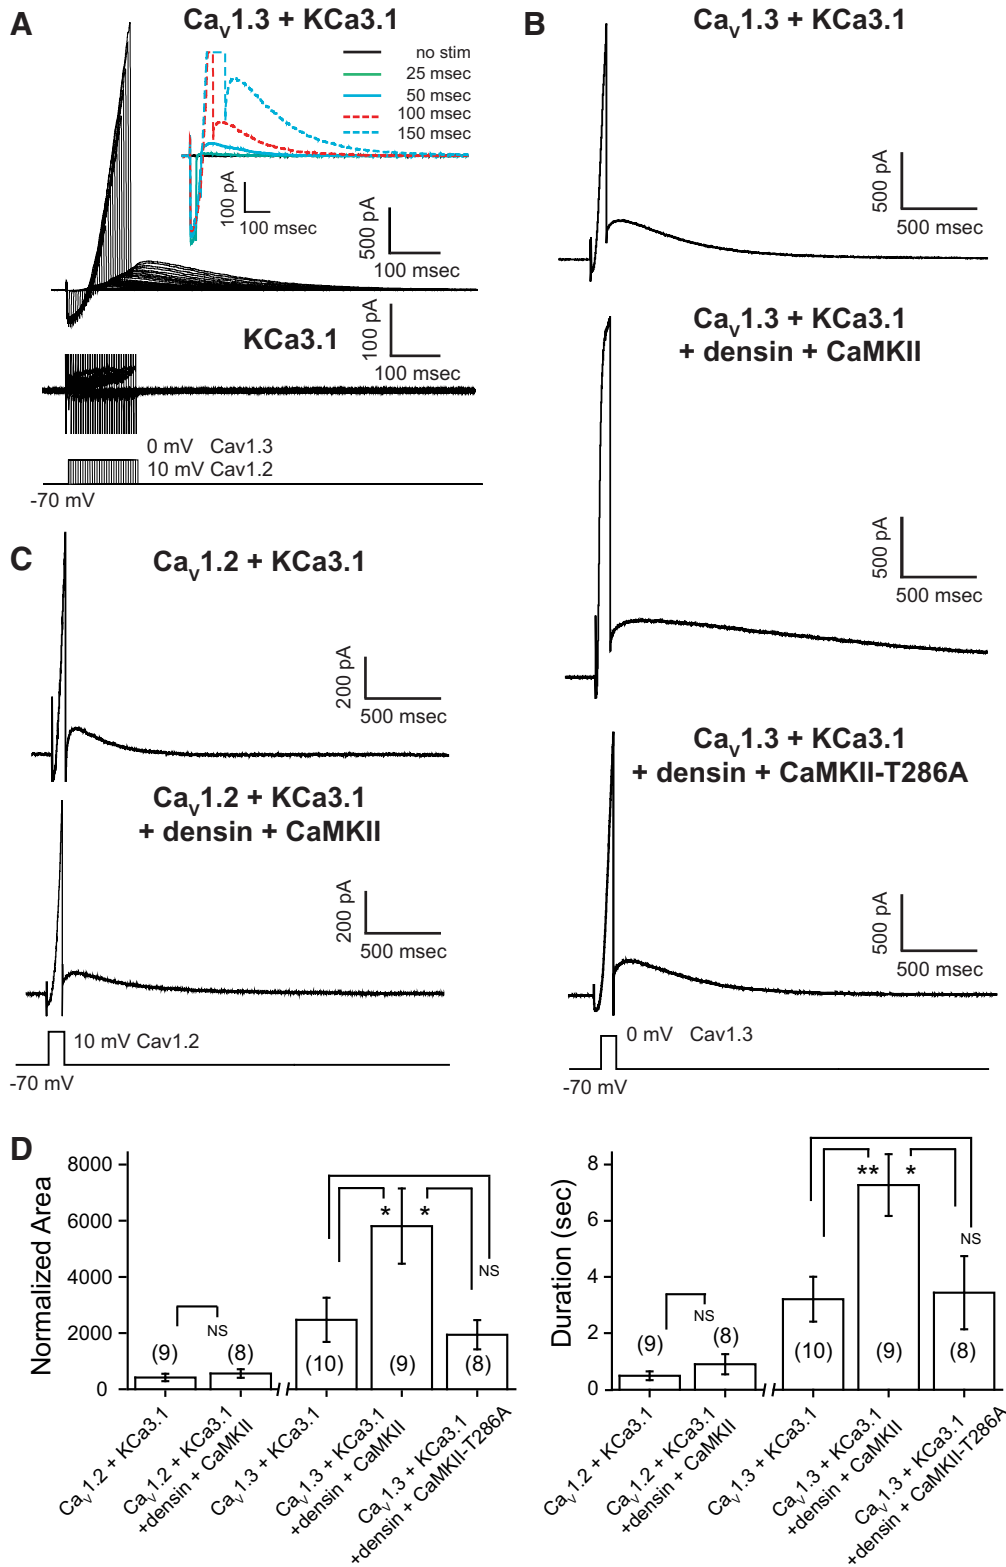 A
Cav1.3 + KCa3.1
no stim
25 msec
50 msec
100 msec
150 msec
100 pA
100 msec
500 pA
100 msec
KCa3.1
100 pA
100 msec
0 mV Cav1.3
10 mV Cav1.2
-70 mV
B
Cav1.3 + KCa3.1
500 pA
500 msec
Cav1.3 + KCa3.1
+ densin + CaMKII
500 pA
500 msec
Cav1.3 + KCa3.1
+ densin + CaMKII-T286A
500 pA
500 msec
0 mV Cav1.3
-70 mV
C
Cav1.2 + KCa3.1
200 pA
500 msec
Cav1.2 + KCa3.1
+ densin + CaMKII
200 pA
500 msec
10 mV Cav1.2
-70 mV
D
Normalized Area
8000
6000
4000
2000
0
(9)
NS
(8)
(10)
*
*
(9)
NS
(8)
Cav1.2 + KCa3.1
Cav1.2 + KCa3.1
+densin + CaMKII
Cav1.3 + KCa3.1
Cav1.3 + KCa3.1
+densin + CaMKII
Cav1.3 + KCa3.1
+densin + CaMKII-T286A
Duration (sec)
8
6
4
2
0
(9)
NS
(8)
(10)
**
*
(9)
NS
(8)
Cav1.2 + KCa3.1
Cav1.2 + KCa3.1
+densin + CaMKII
Cav1.3 + KCa3.1
Cav1.3 + KCa3.1
+densin + CaMKII
Cav1.3 + KCa3.1
+densin + CaMKII-T286A